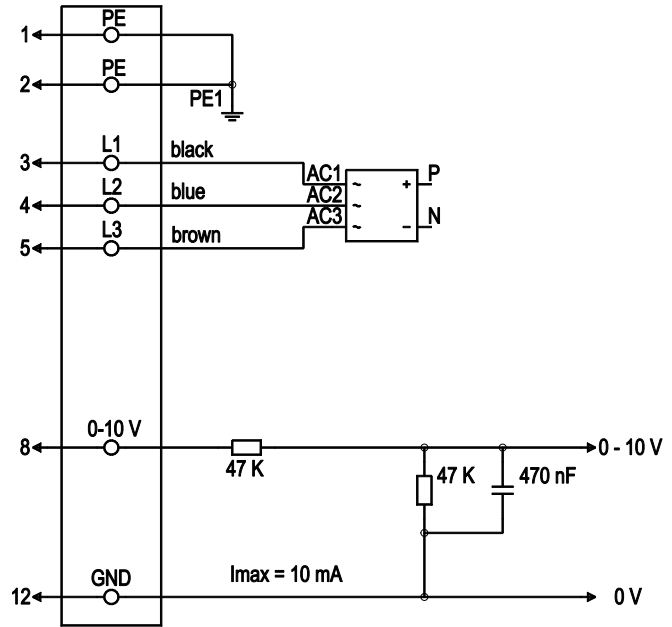 PE
1
PE
2
PE1
L1
black
3
AC1
P
~
+
L2
blue
AC2
4
~
AC3
N
L3
~
−
brown
5
0-10 V
8
0 - 10 V
47 K
47 K
470 nF
GND
Imax = 10 mA
12
0 V